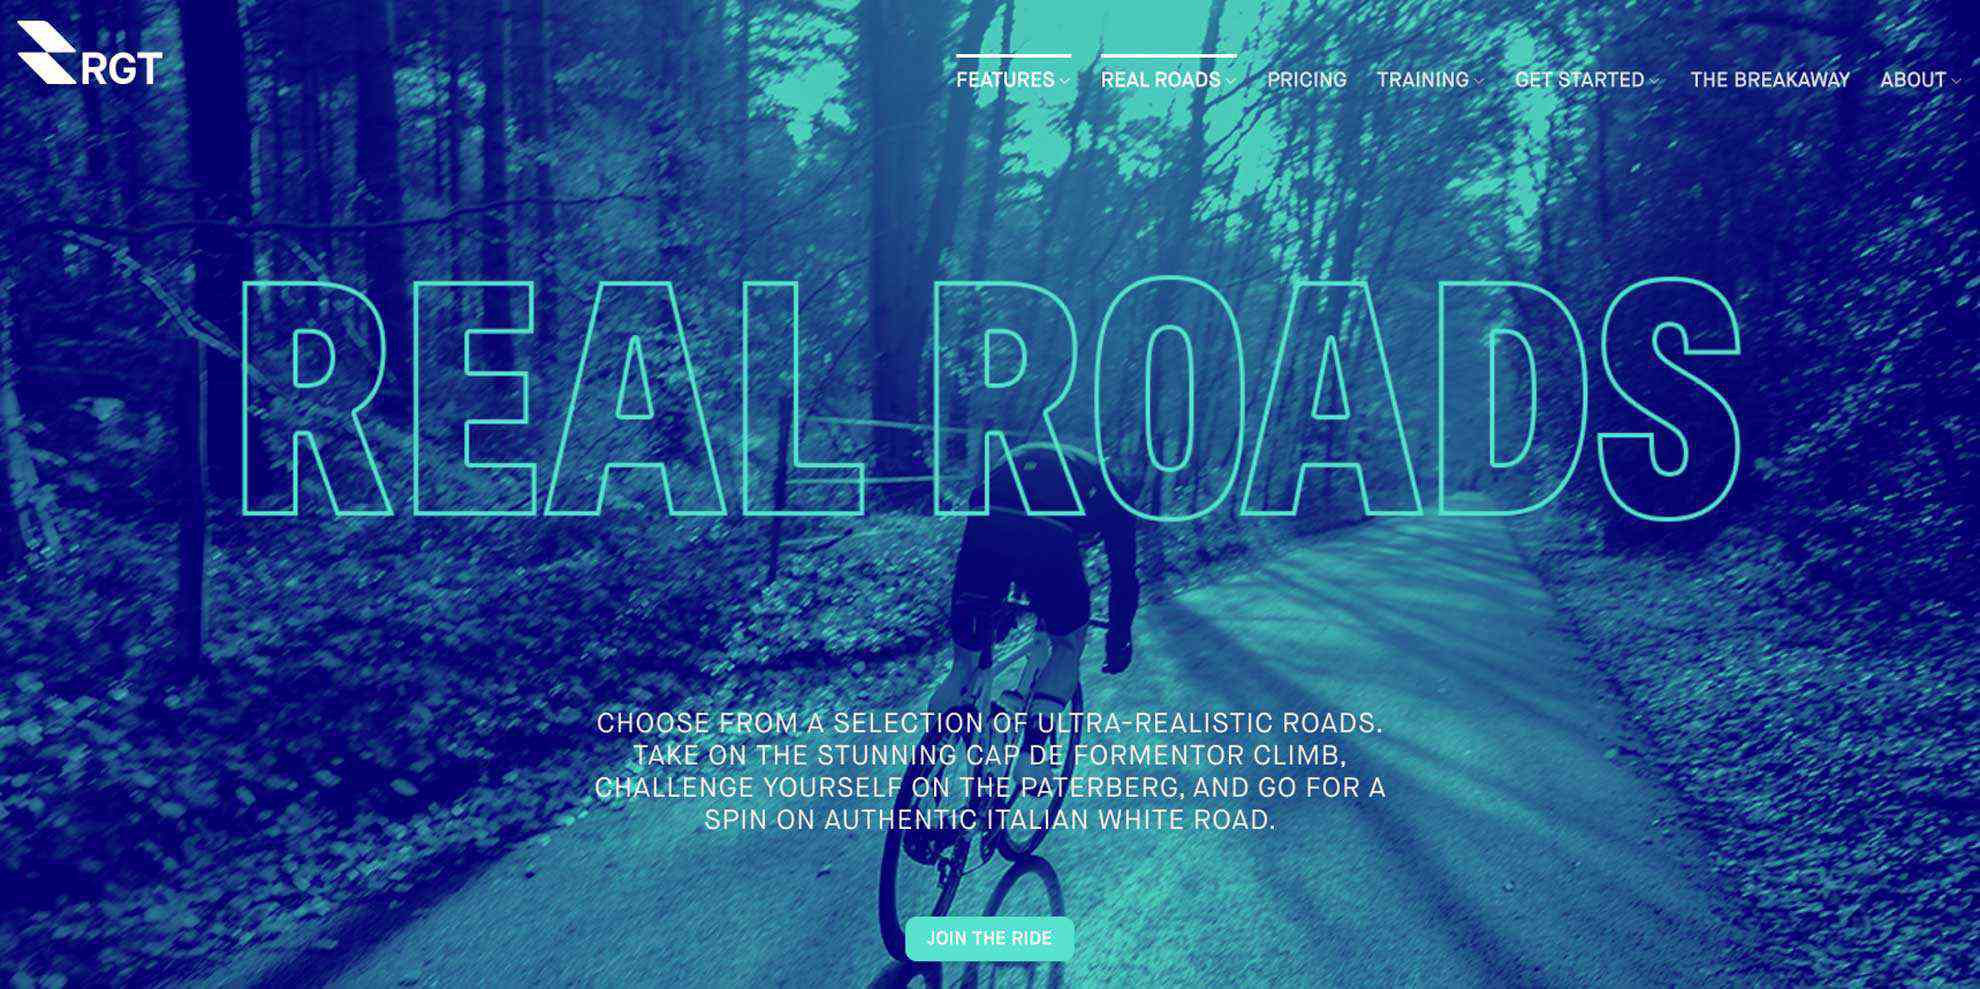 RGT
FEATURES
REAL ROADS
PRICING
TRAINING
GET STARTED
THE BREAKAWAY
ABOUT
REAL ROADS
CHOOSE FROM A SELECTION OF ULTRA-REALISTIC ROADS.
TAKE ON THE STUNNING CAP DE FORMENTOR CLIMB,
CHALLENGE YOURSELF ON THE PATERBERG, AND GO FOR A
SPIN ON AUTHENTIC ITALIAN WHITE ROAD.
JOIN THE RIDE